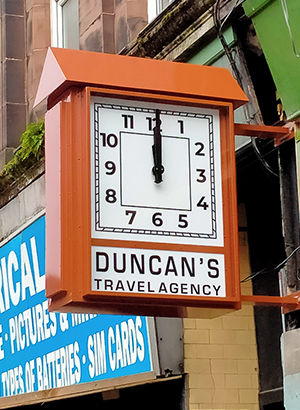 11 12 1
10 2
9 3
8 4
7 6 5
DUNCAN'S
TRAVEL AGENCY
RICAL
E · PICTURES & M
TYPES OF BATTERIES · SIM CARDS